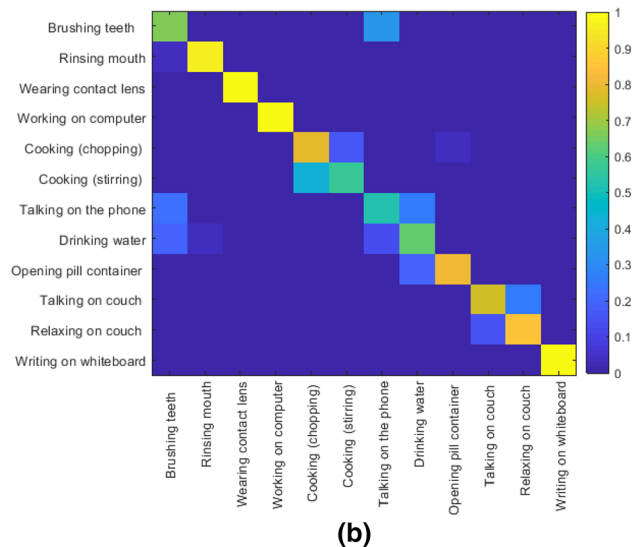 Brushing teeth
Rinsing mouth
Wearing contact lens
Working on computer
Cooking (chopping)
Cooking (stirring)
Talking on the phone
Drinking water
Opening pill container
Talking on couch
Relaxing on couch
Writing on whiteboard
1
0.9
0.8
0.7
0.6
0.5
0.4
0.3
0.2
0.1
0
Brushing teeth
Rinsing mouth
Wearing contact lens
Working on computer
Cooking (chopping)
Cooking (stirring)
Talking on the phone
Drinking water
Opening pill container
Talking on couch
Relaxing on couch
Writing on whiteboard
(b)